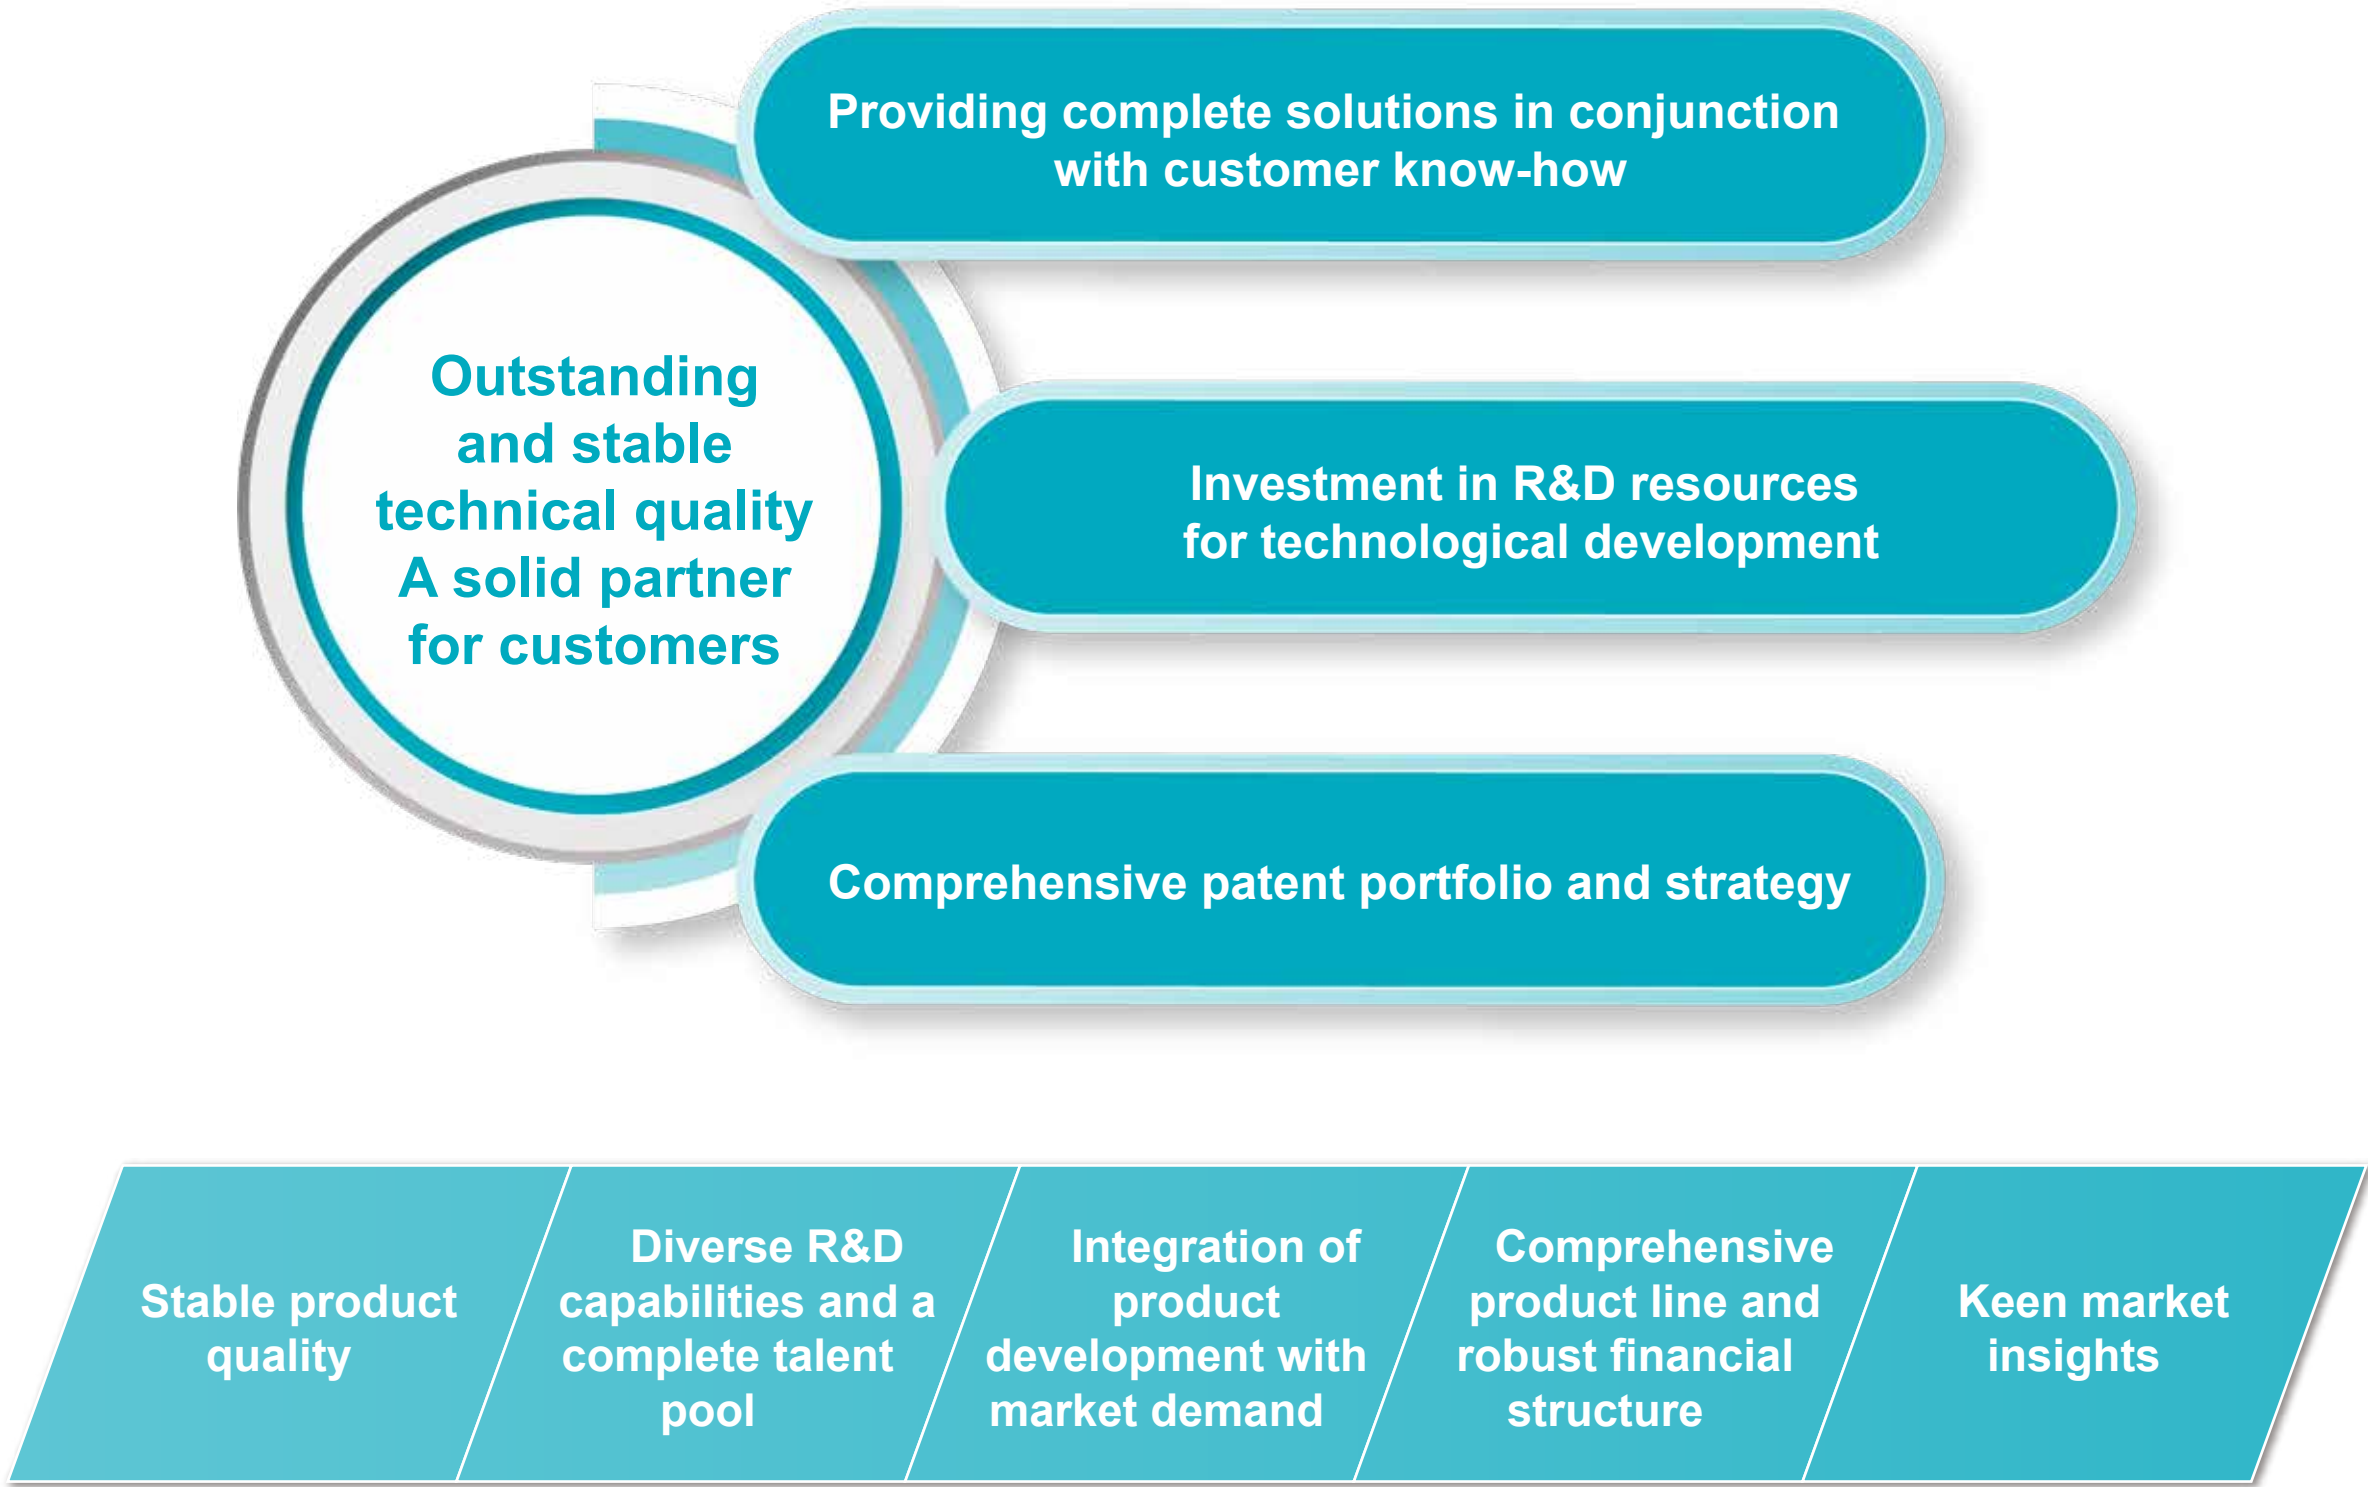 Providing complete solutions in conjunction
with customer know-how
Outstanding
and stable
technical quality
A solid partner
for customers
Investment in R&D resources
for technological development
Comprehensive patent portfolio and strategy
Stable product
quality
Diverse R&D
capabilities and a
complete talent
pool
Integration of
product
development with
market demand
Comprehensive
product line and
robust financial
structure
Keen market
insights